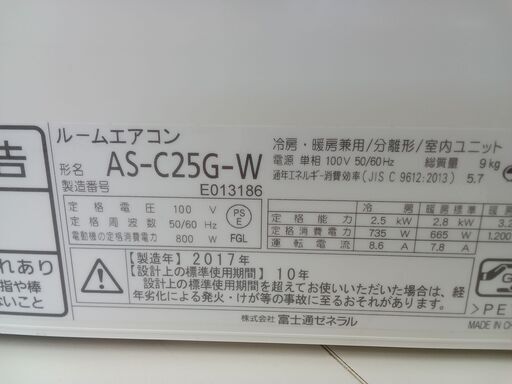 告
ルームエアコン
形名 AS-C25G-W
製造番号 E013186
冷房・暖房兼用/分離形/室内ユニット
電源 単相 100V 50/60Hz 総質量 9kg
通年エネルギー消費効率(JIS C 9612:2013) 5.7
定格電圧 100 V
定格周波数 50/60 Hz
電動機の定格消費電力 800 W
PS
E
FGL
冷房 暖房標準
定格能力 2.5 kW 2.8 kW 3.2
定格消費電力 735 W 665 W 1,200
運転電流 8.6 A 7.8 A
れあり
指や棒
ないこと
【製造年】2017年
【設計上の標準使用期間】10年
設計上の標準使用期間を超えてお使いいただいた場合は、経
年劣化による発火・けが等の事故に至るおそれがあります。
株式会社 富士通ゼネラル
>PE
MADE IN CH